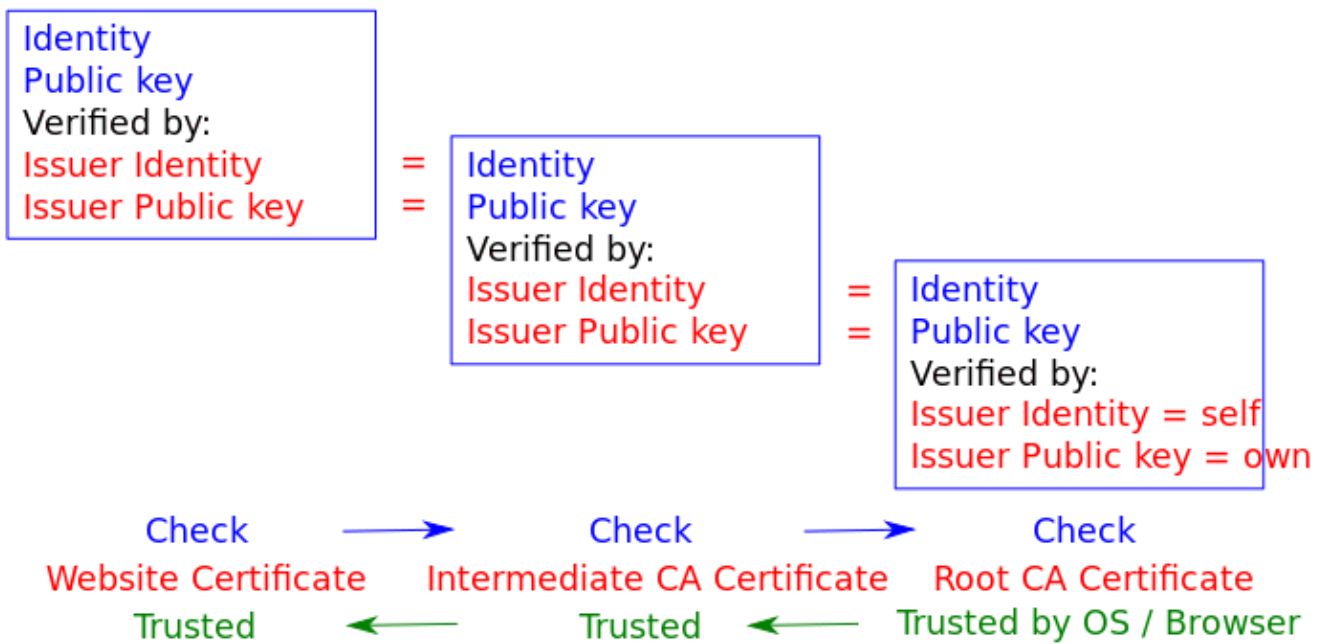 Identity
Public key
Verified by:
Issuer Identity
Issuer Public key
=
=
Identity
Public key
Verified by:
Issuer Identity
Issuer Public key
=
=
Identity
Public key
Verified by:
Issuer Identity = self
Issuer Public key = own
Check Check Check
Website Certificate Intermediate CA Certificate Root CA Certificate
Trusted Trusted Trusted by OS / Browser